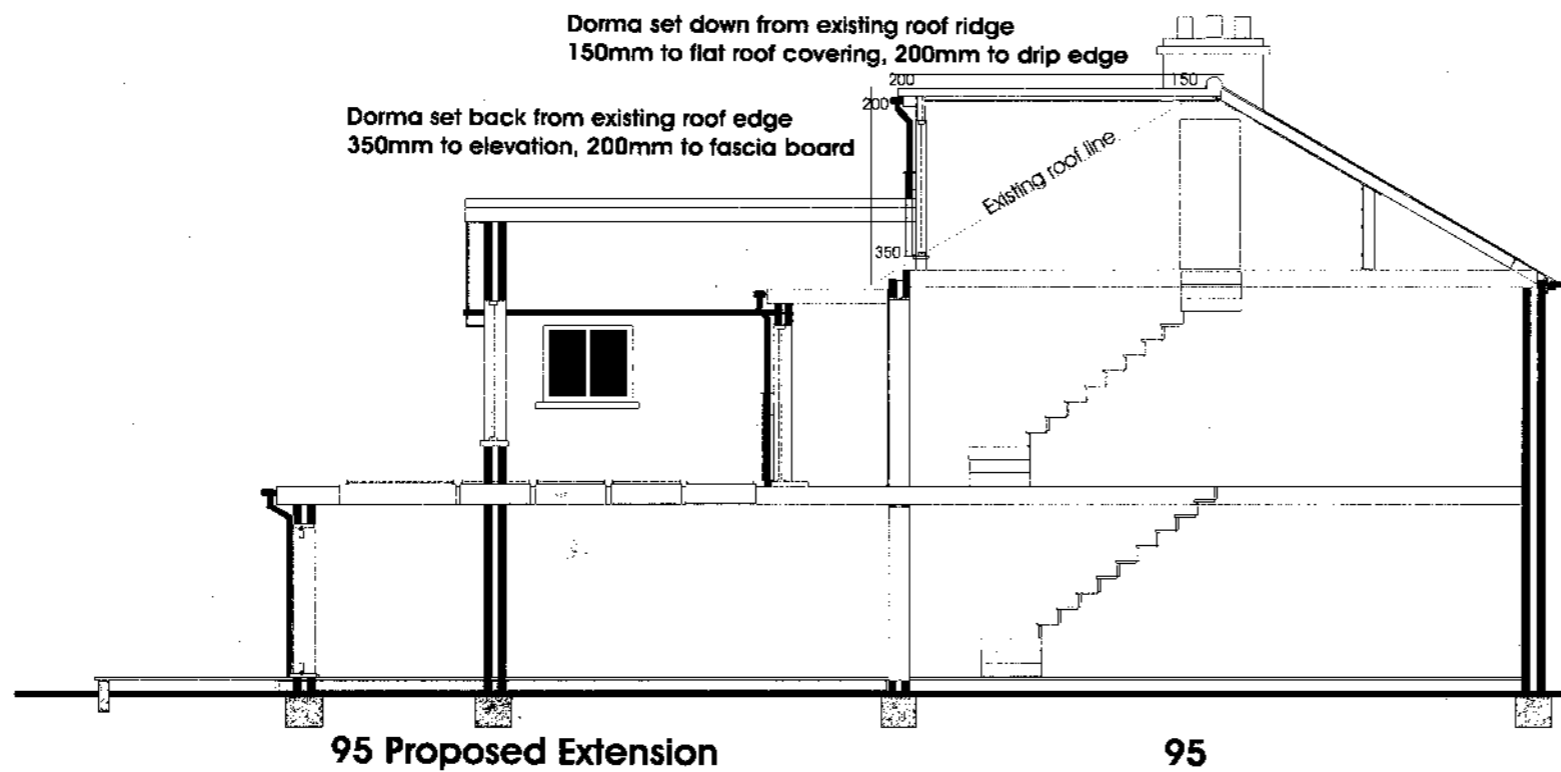 Dorma set down from existing roof ridge
150mm to flat roof covering, 200mm to drip edge
200
150
200
Dorma set back from existing roof edge
350mm to elevation, 200mm to fascia board
Existing roof line
350
95 Proposed Extension
95